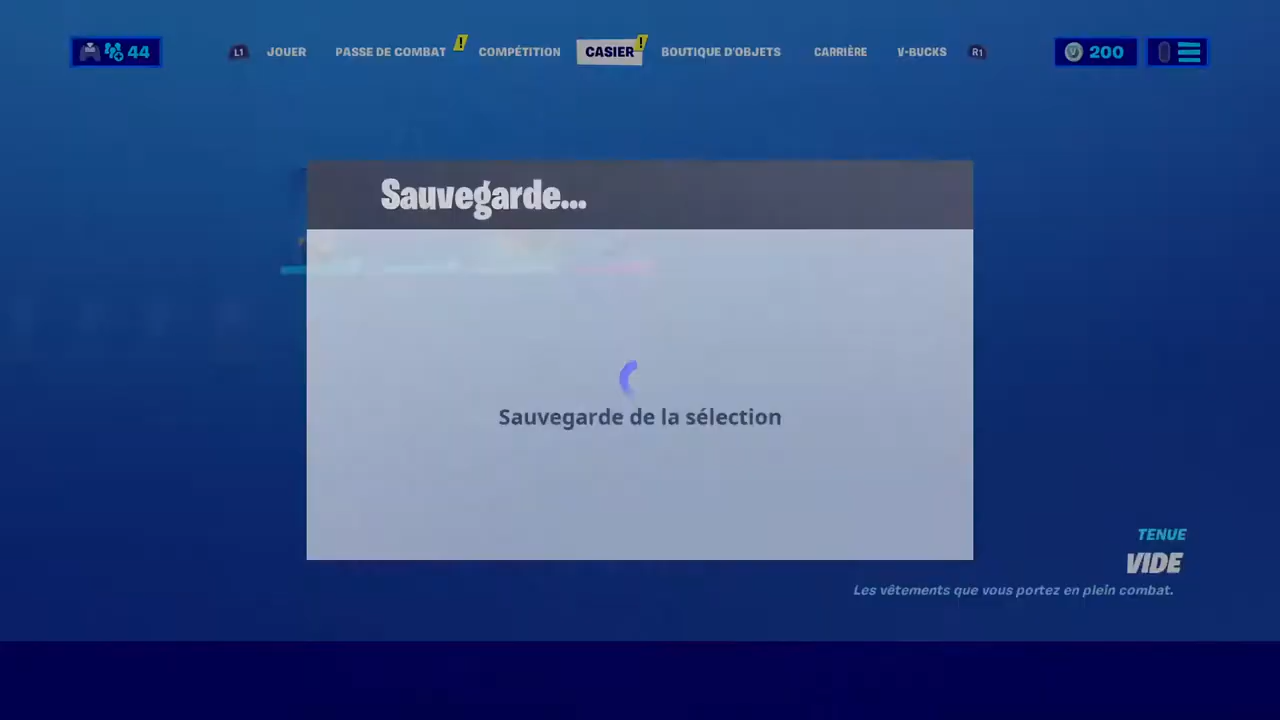 44
L1
JOUER
PASSE DE COMBAT
!
COMPÉTITION
CASIER
!
BOUTIQUE D'OBJETS
CARRIÈRE
V-BUCKS
R1
200
Sauvegarde...
Sauvegarde de la sélection
TENUE
VIDE
Les vêtements que vous portez en plein combat.